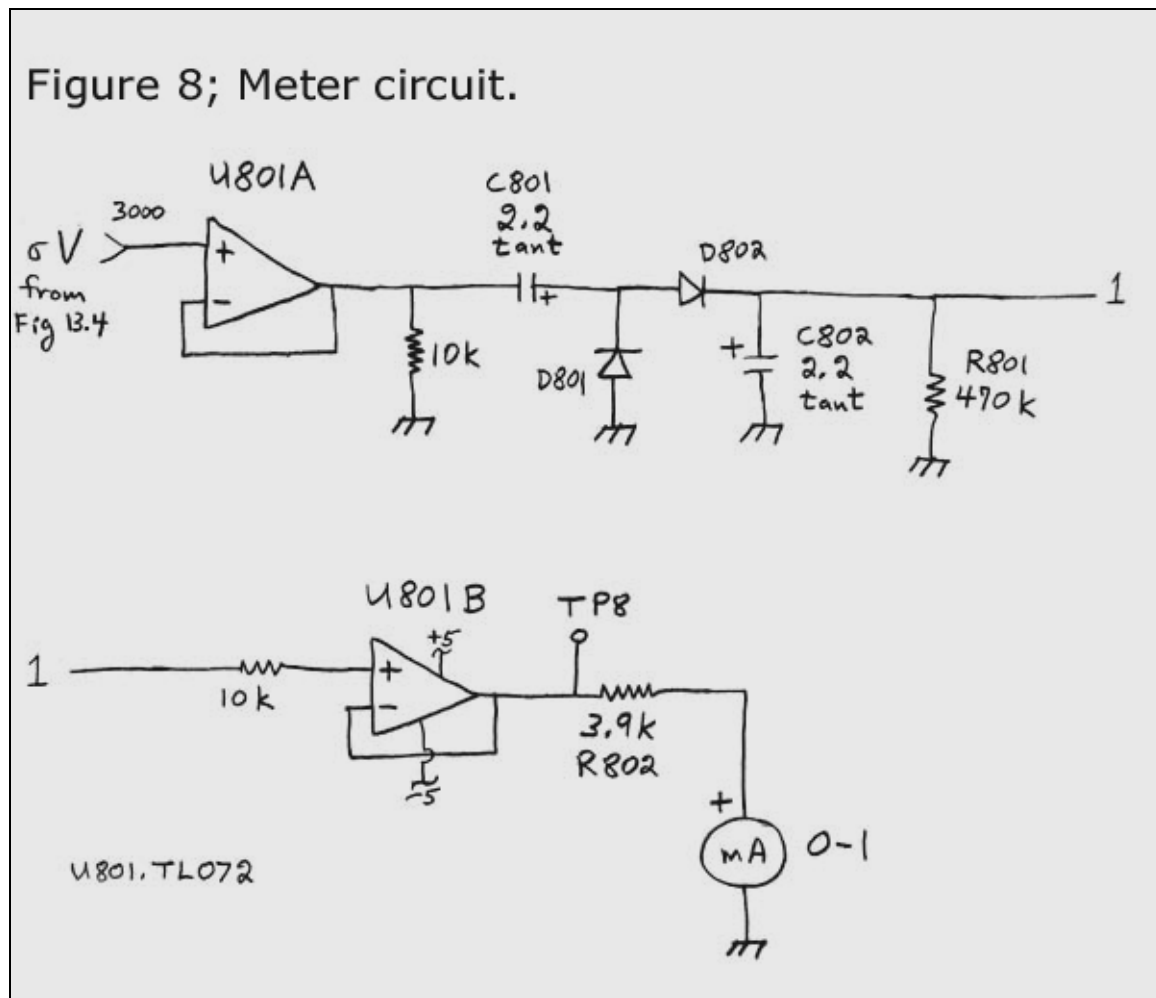 Figure 8; Meter circuit.
U801A
3000
σV
from
Fig 13.4
+
-
10k
C801
2.2
tant
+
D801
D802
+
C802
2.2
tant
R801
470k
1
1
10k
U801B
+5
+
-
-5
TP8
3.9k
R802
+
mA
0-1
U801.TL072